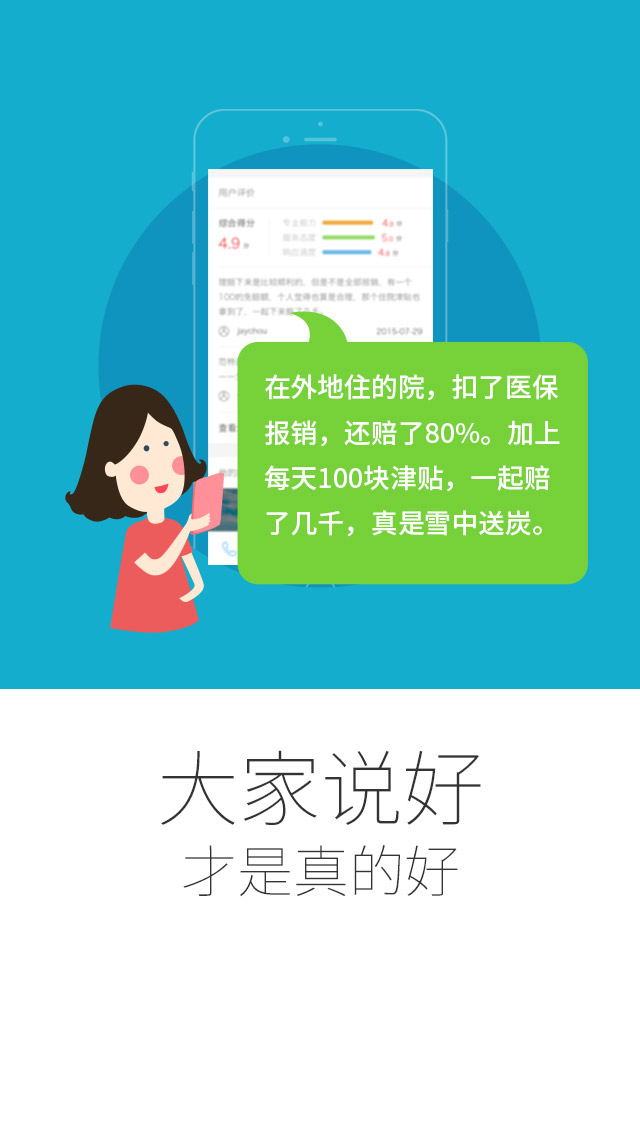 用户评价
综合得分
4.9 分
专业能力 4.9 分
服务态度 5.0 分
响应速度 4.8 分
理赔下来是比较顺利的，但是不是全部报销，有一个
100的免赔额，个人觉得也算是合理，那个住院津贴也
拿到了，一起下来赔了几千。
jaychou 2015-07-29
查看
在外地住的院，扣了医保
报销，还赔了80%。加上
每天100块津贴，一起赔
了几千，真是雪中送炭。
大家说好
才是真的好